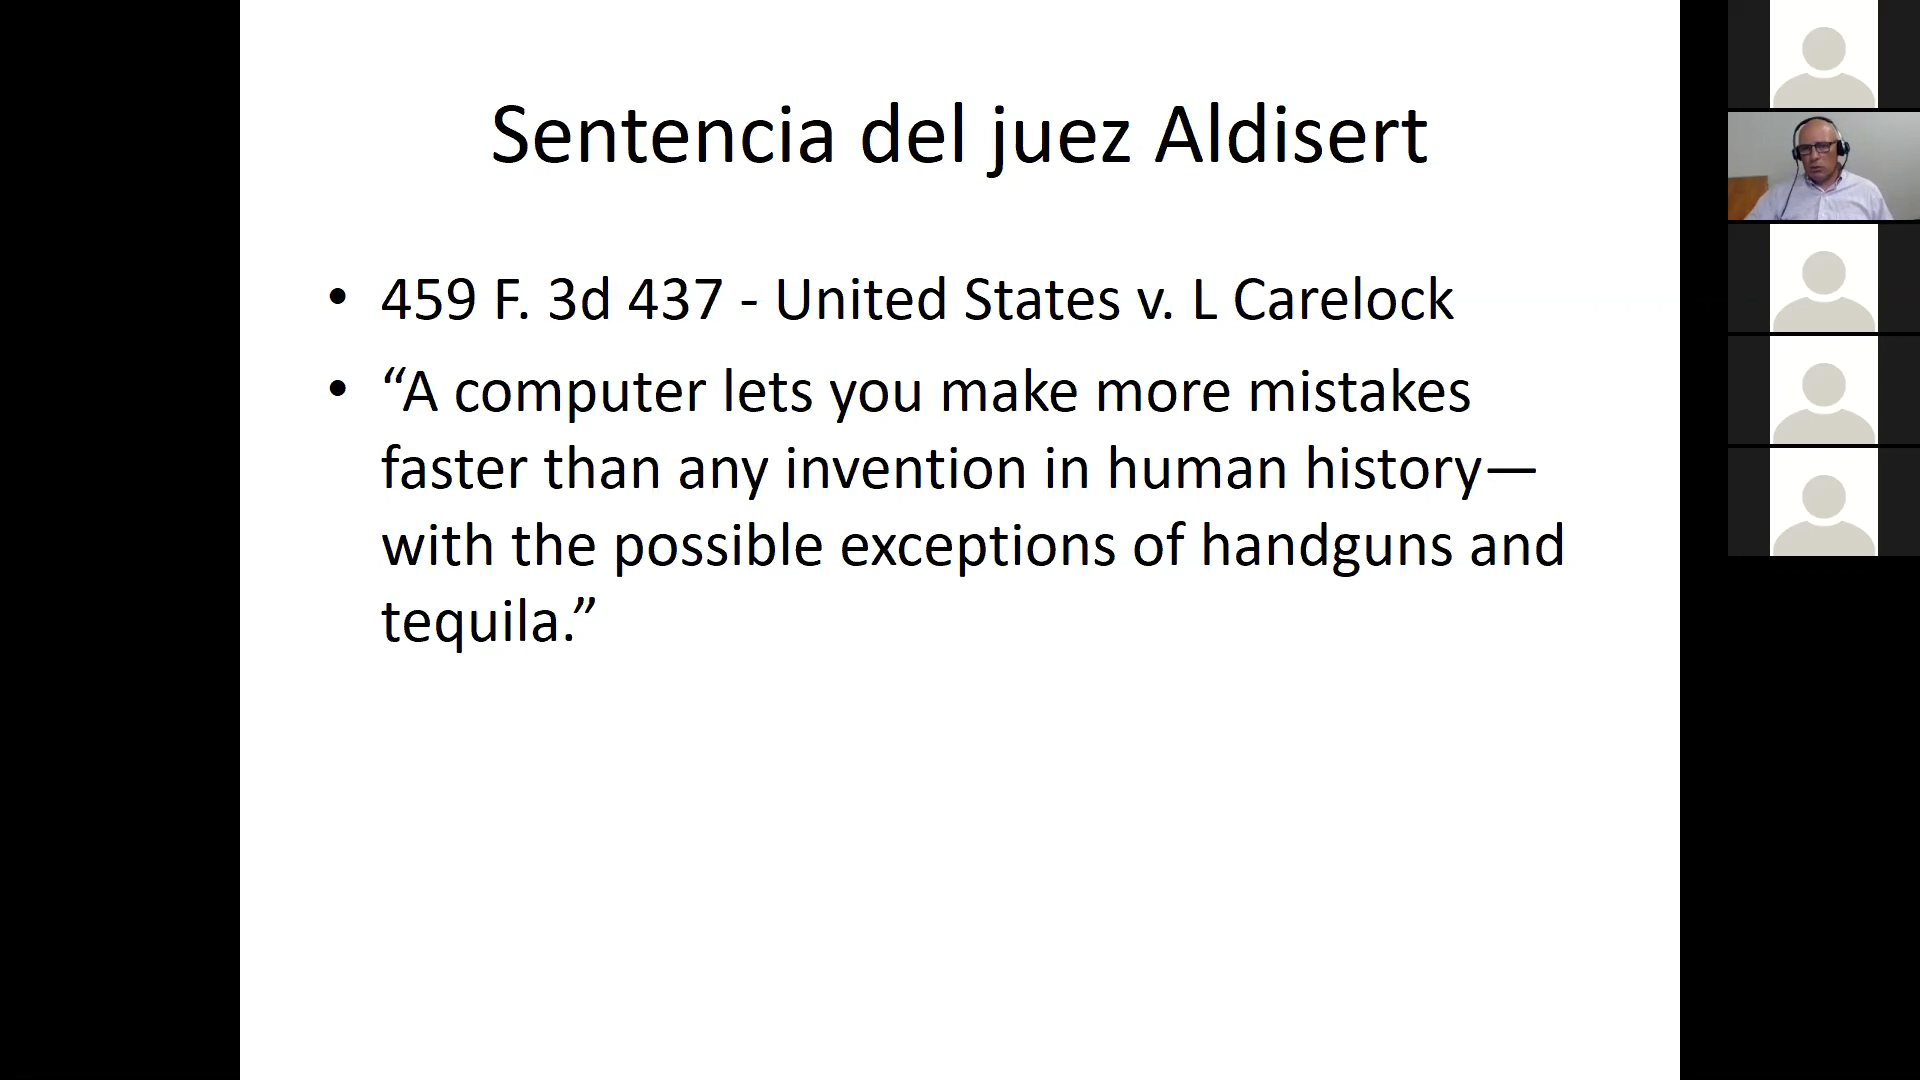 Sentencia del juez Aldisert
• 459 F. 3d 437 - United States v. L Carelock
• “A computer lets you make more mistakes
faster than any invention in human history—
with the possible exceptions of handguns and
tequila.”